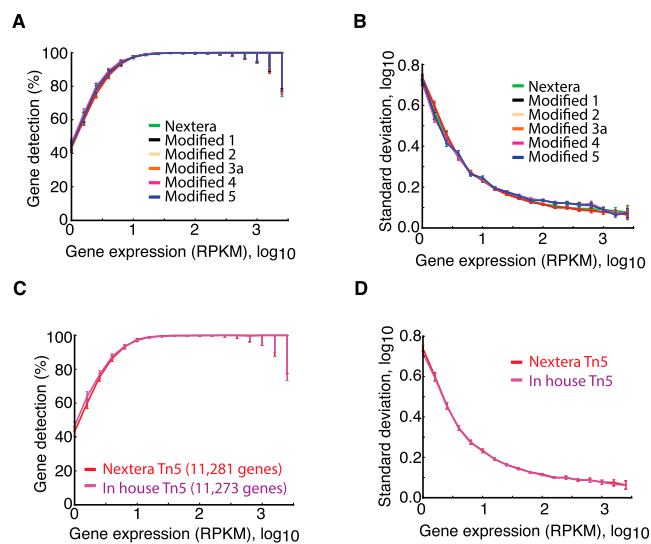 A
Gene detection (%)
100
80
60
40
20
0
Nextera
Modified 1
Modified 2
Modified 3a
Modified 4
Modified 5
0 1 2 3
Gene expression (RPKM), log10
B
Standard deviation, log10
0.8
0.6
0.4
0.2
0.0
Nextera
Modified 1
Modified 2
Modified 3a
Modified 4
Modified 5
0 1 2 3
Gene expression (RPKM), log10
C
Gene detection (%)
100
80
60
40
20
0
Nextera Tn5 (11,281 genes)
In house Tn5 (11,273 genes)
0 1 2 3
Gene expression (RPKM), log10
D
Standard deviation, log10
0.8
0.6
0.4
0.2
0.0
Nextera Tn5
In house Tn5
0 1 2 3
Gene expression (RPKM), log10